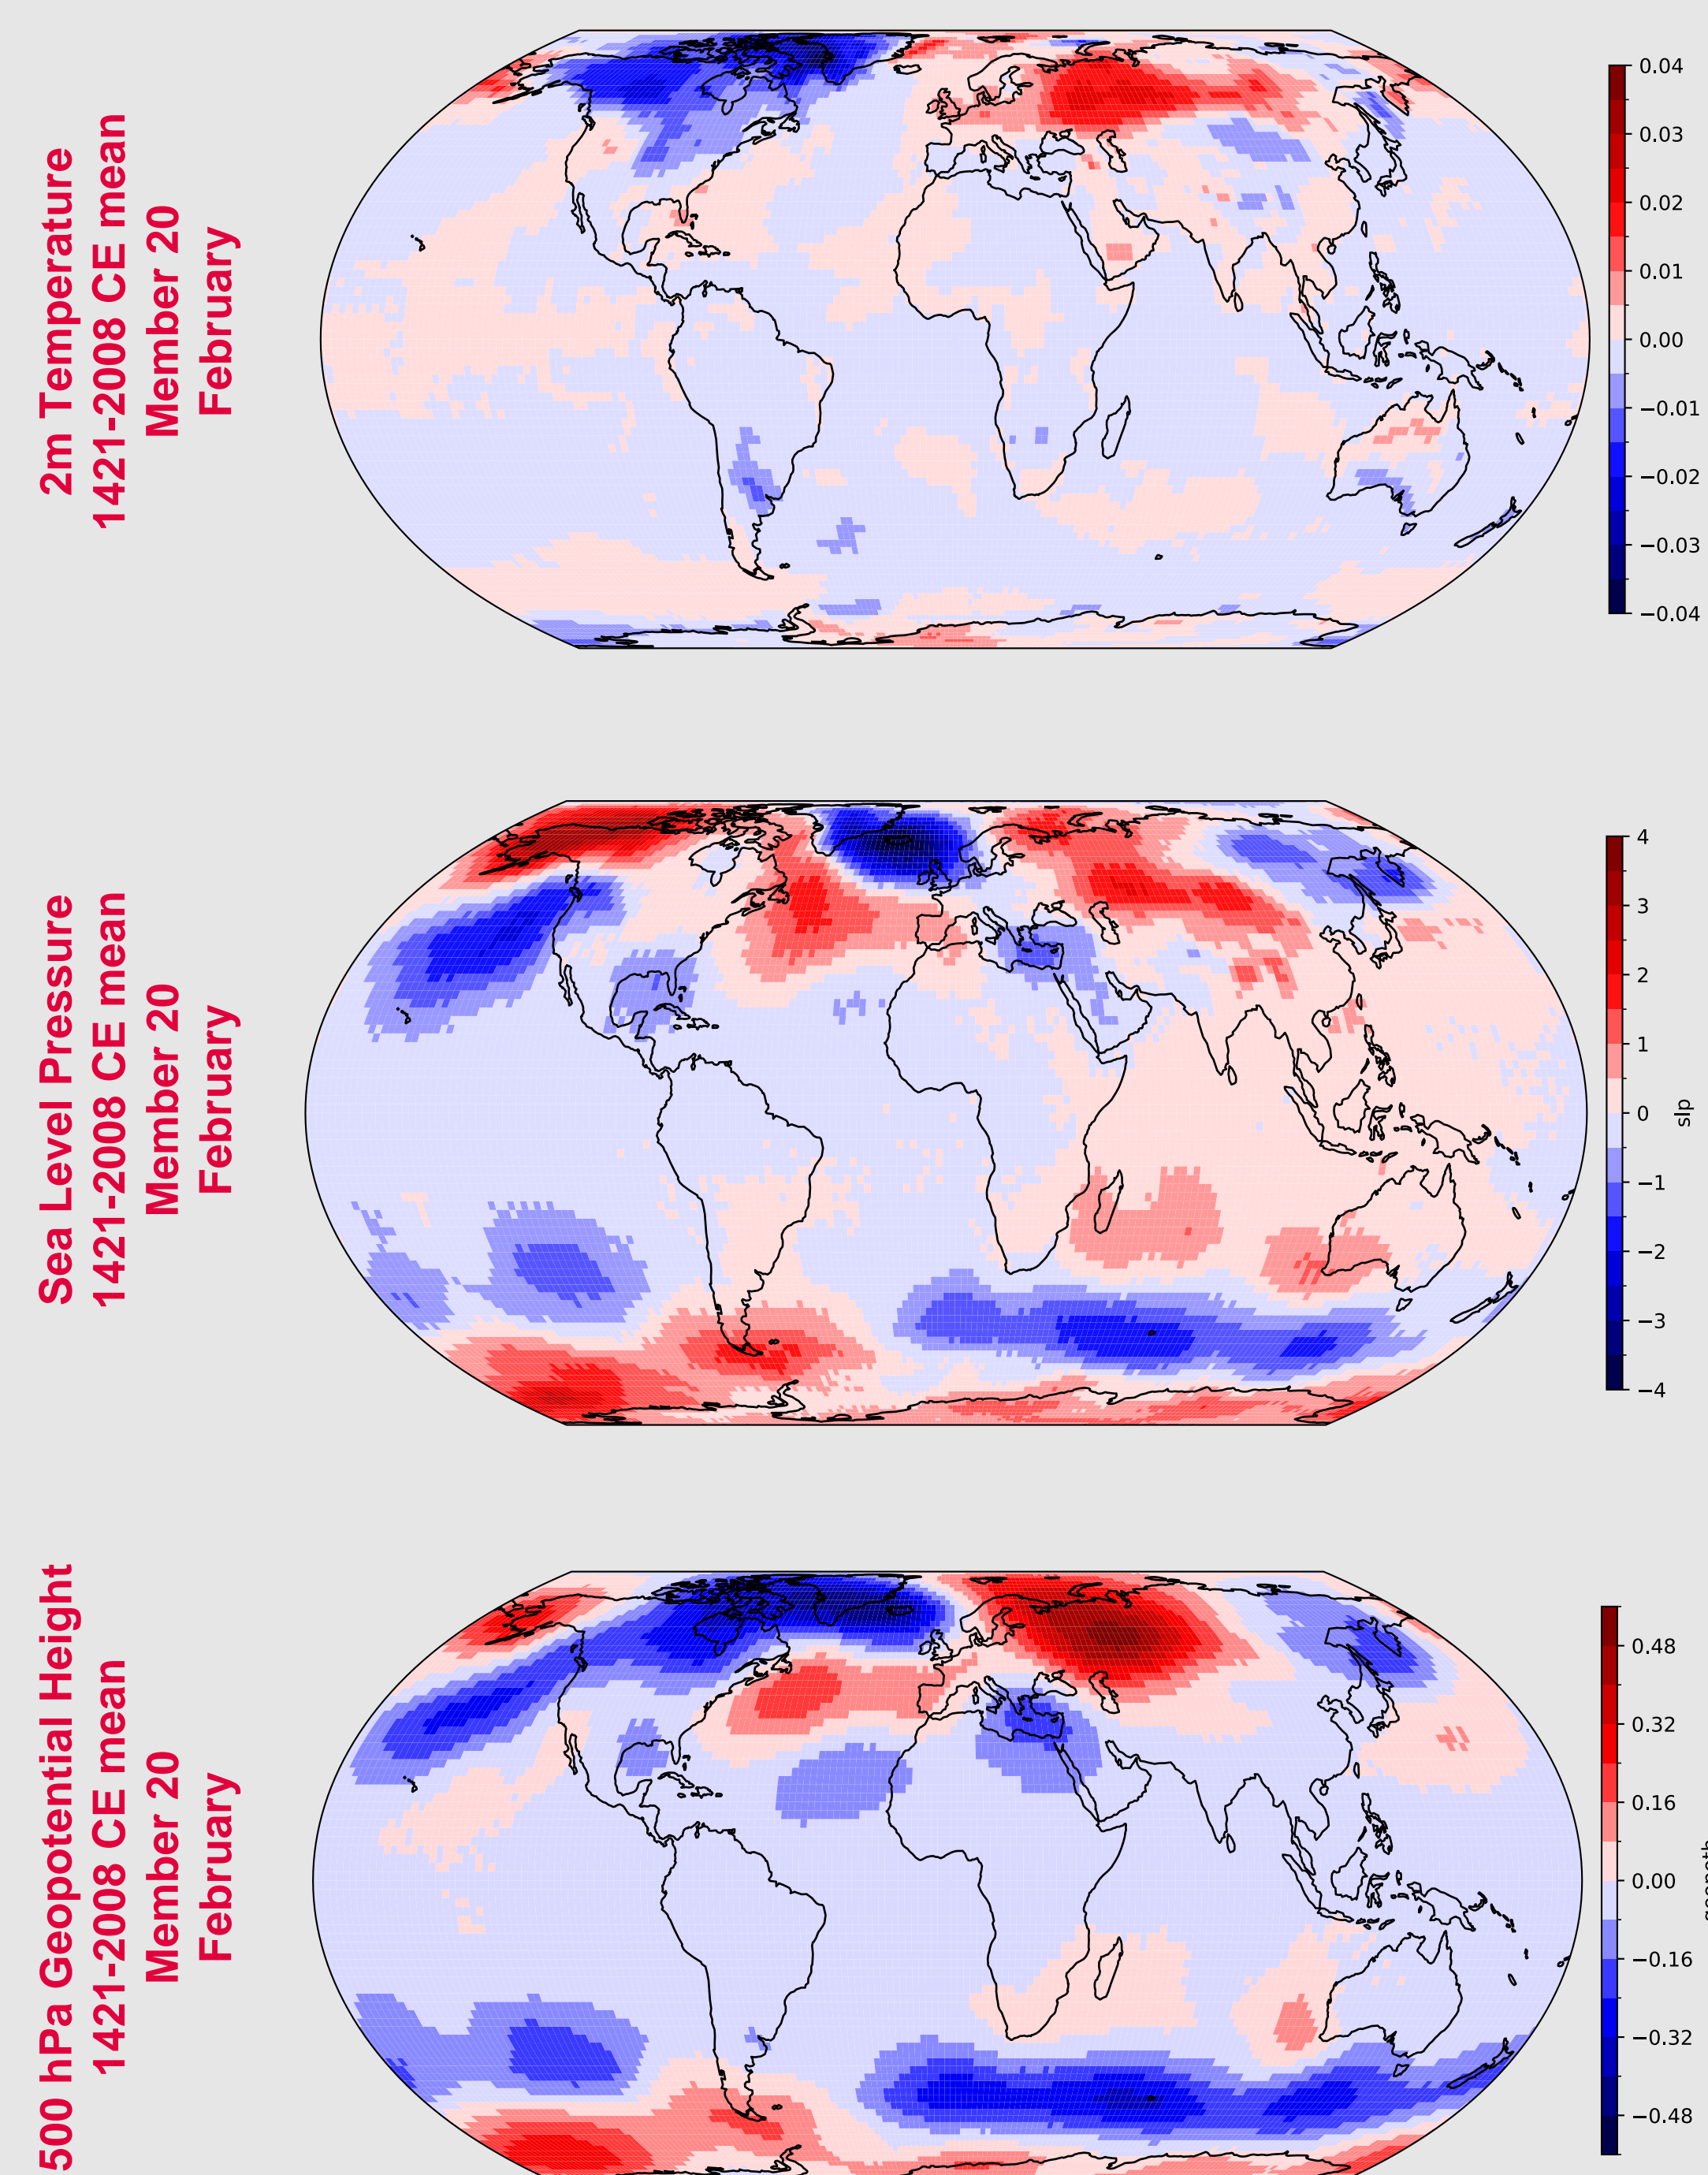 2m Temperature
1421-2008 CE mean
Member 20
February
0.04
0.03
0.02
0.01
0.00
−0.01
−0.02
−0.03
−0.04
Sea Level Pressure
1421-2008 CE mean
Member 20
February
4
3
2
1
0
−1
−2
−3
−4
slp
500 hPa Geopotential Height
1421-2008 CE mean
Member 20
February
0.48
0.32
0.16
0.00
−0.16
−0.32
−0.48